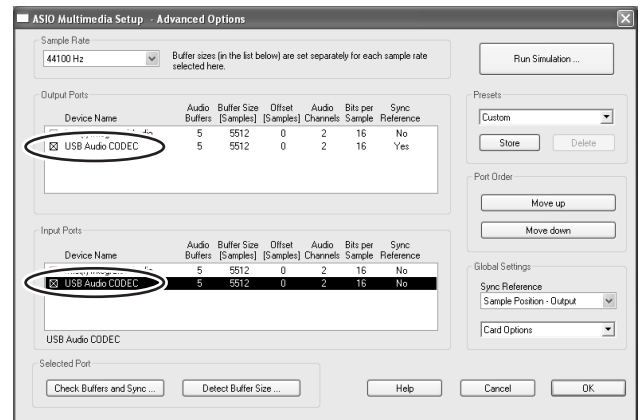 ASIO Multimedia Setup - Advanced Options
Sample Rate
44100 Hz
Buffer sizes (in the list below) are set separately for each sample rate
selected here.
Run Simulation ...
Output Ports
Device Name Audio Buffers Buffer Size [Samples] Offset [Samples] Audio Channels Bits per Sample Sync Reference
5 5512 0 2 16 No
USB Audio CODEC 5 5512 0 2 16 Yes
Presets
Custom
Store Delete
Port Order
Move up
Move down
Input Ports
Device Name Audio Buffers Buffer Size [Samples] Offset [Samples] Audio Channels Bits per Sample Sync Reference
5 5512 0 2 16 No
USB Audio CODEC 5 5512 0 2 16 No
USB Audio CODEC
Global Settings
Sync Reference
Sample Position - Output
Card Options
Selected Port
Check Buffers and Sync ... Detect Buffer Size ... Help Cancel OK